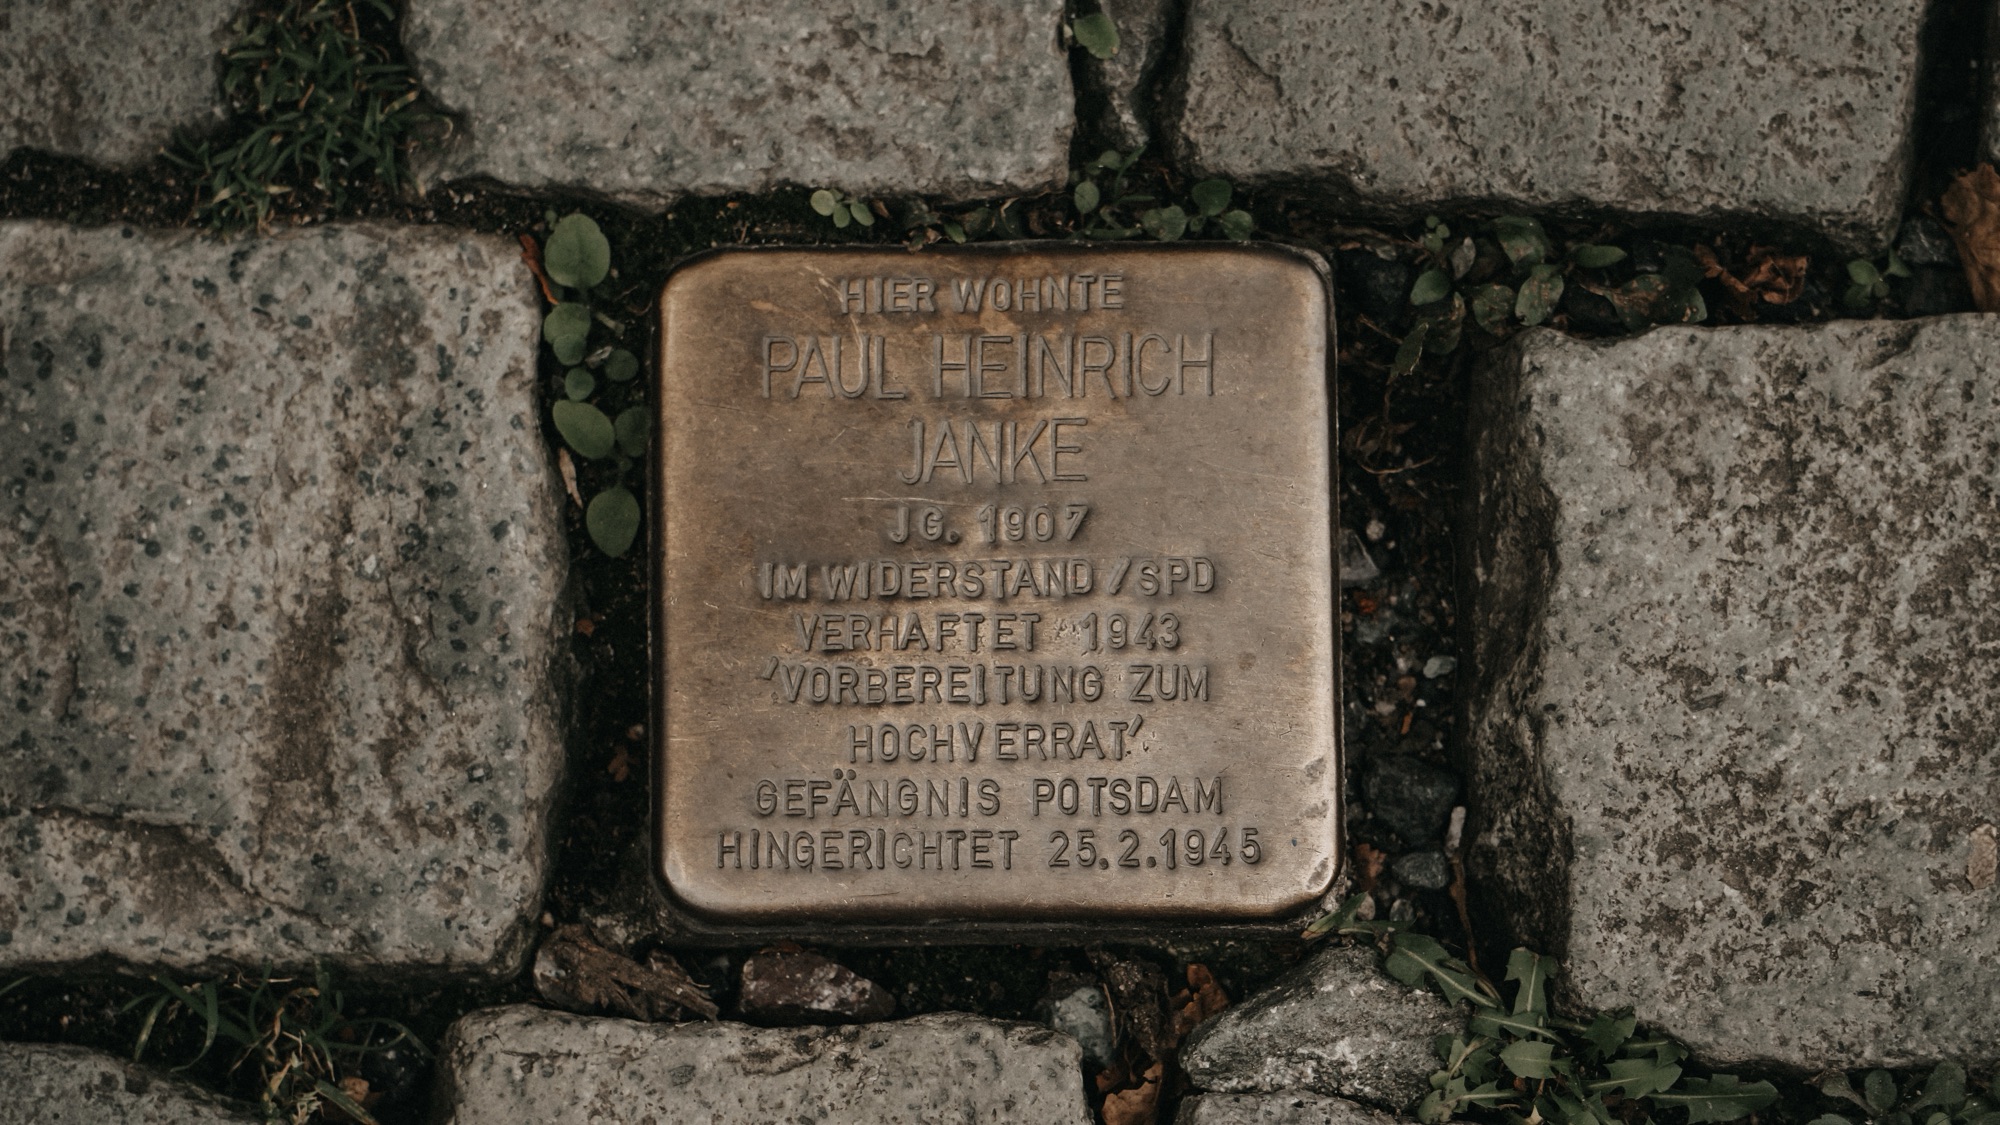 HIER WOHNTE
PAUL HEINRICH
JANKE
JG. 1907
IM WIDERSTAND / SPD
VERHAFTET 1943
'VORBEREITUNG ZUM
HOCHVERRAT'
GEFÄNGNIS POTSDAM
HINGERICHTET 25.2.1945